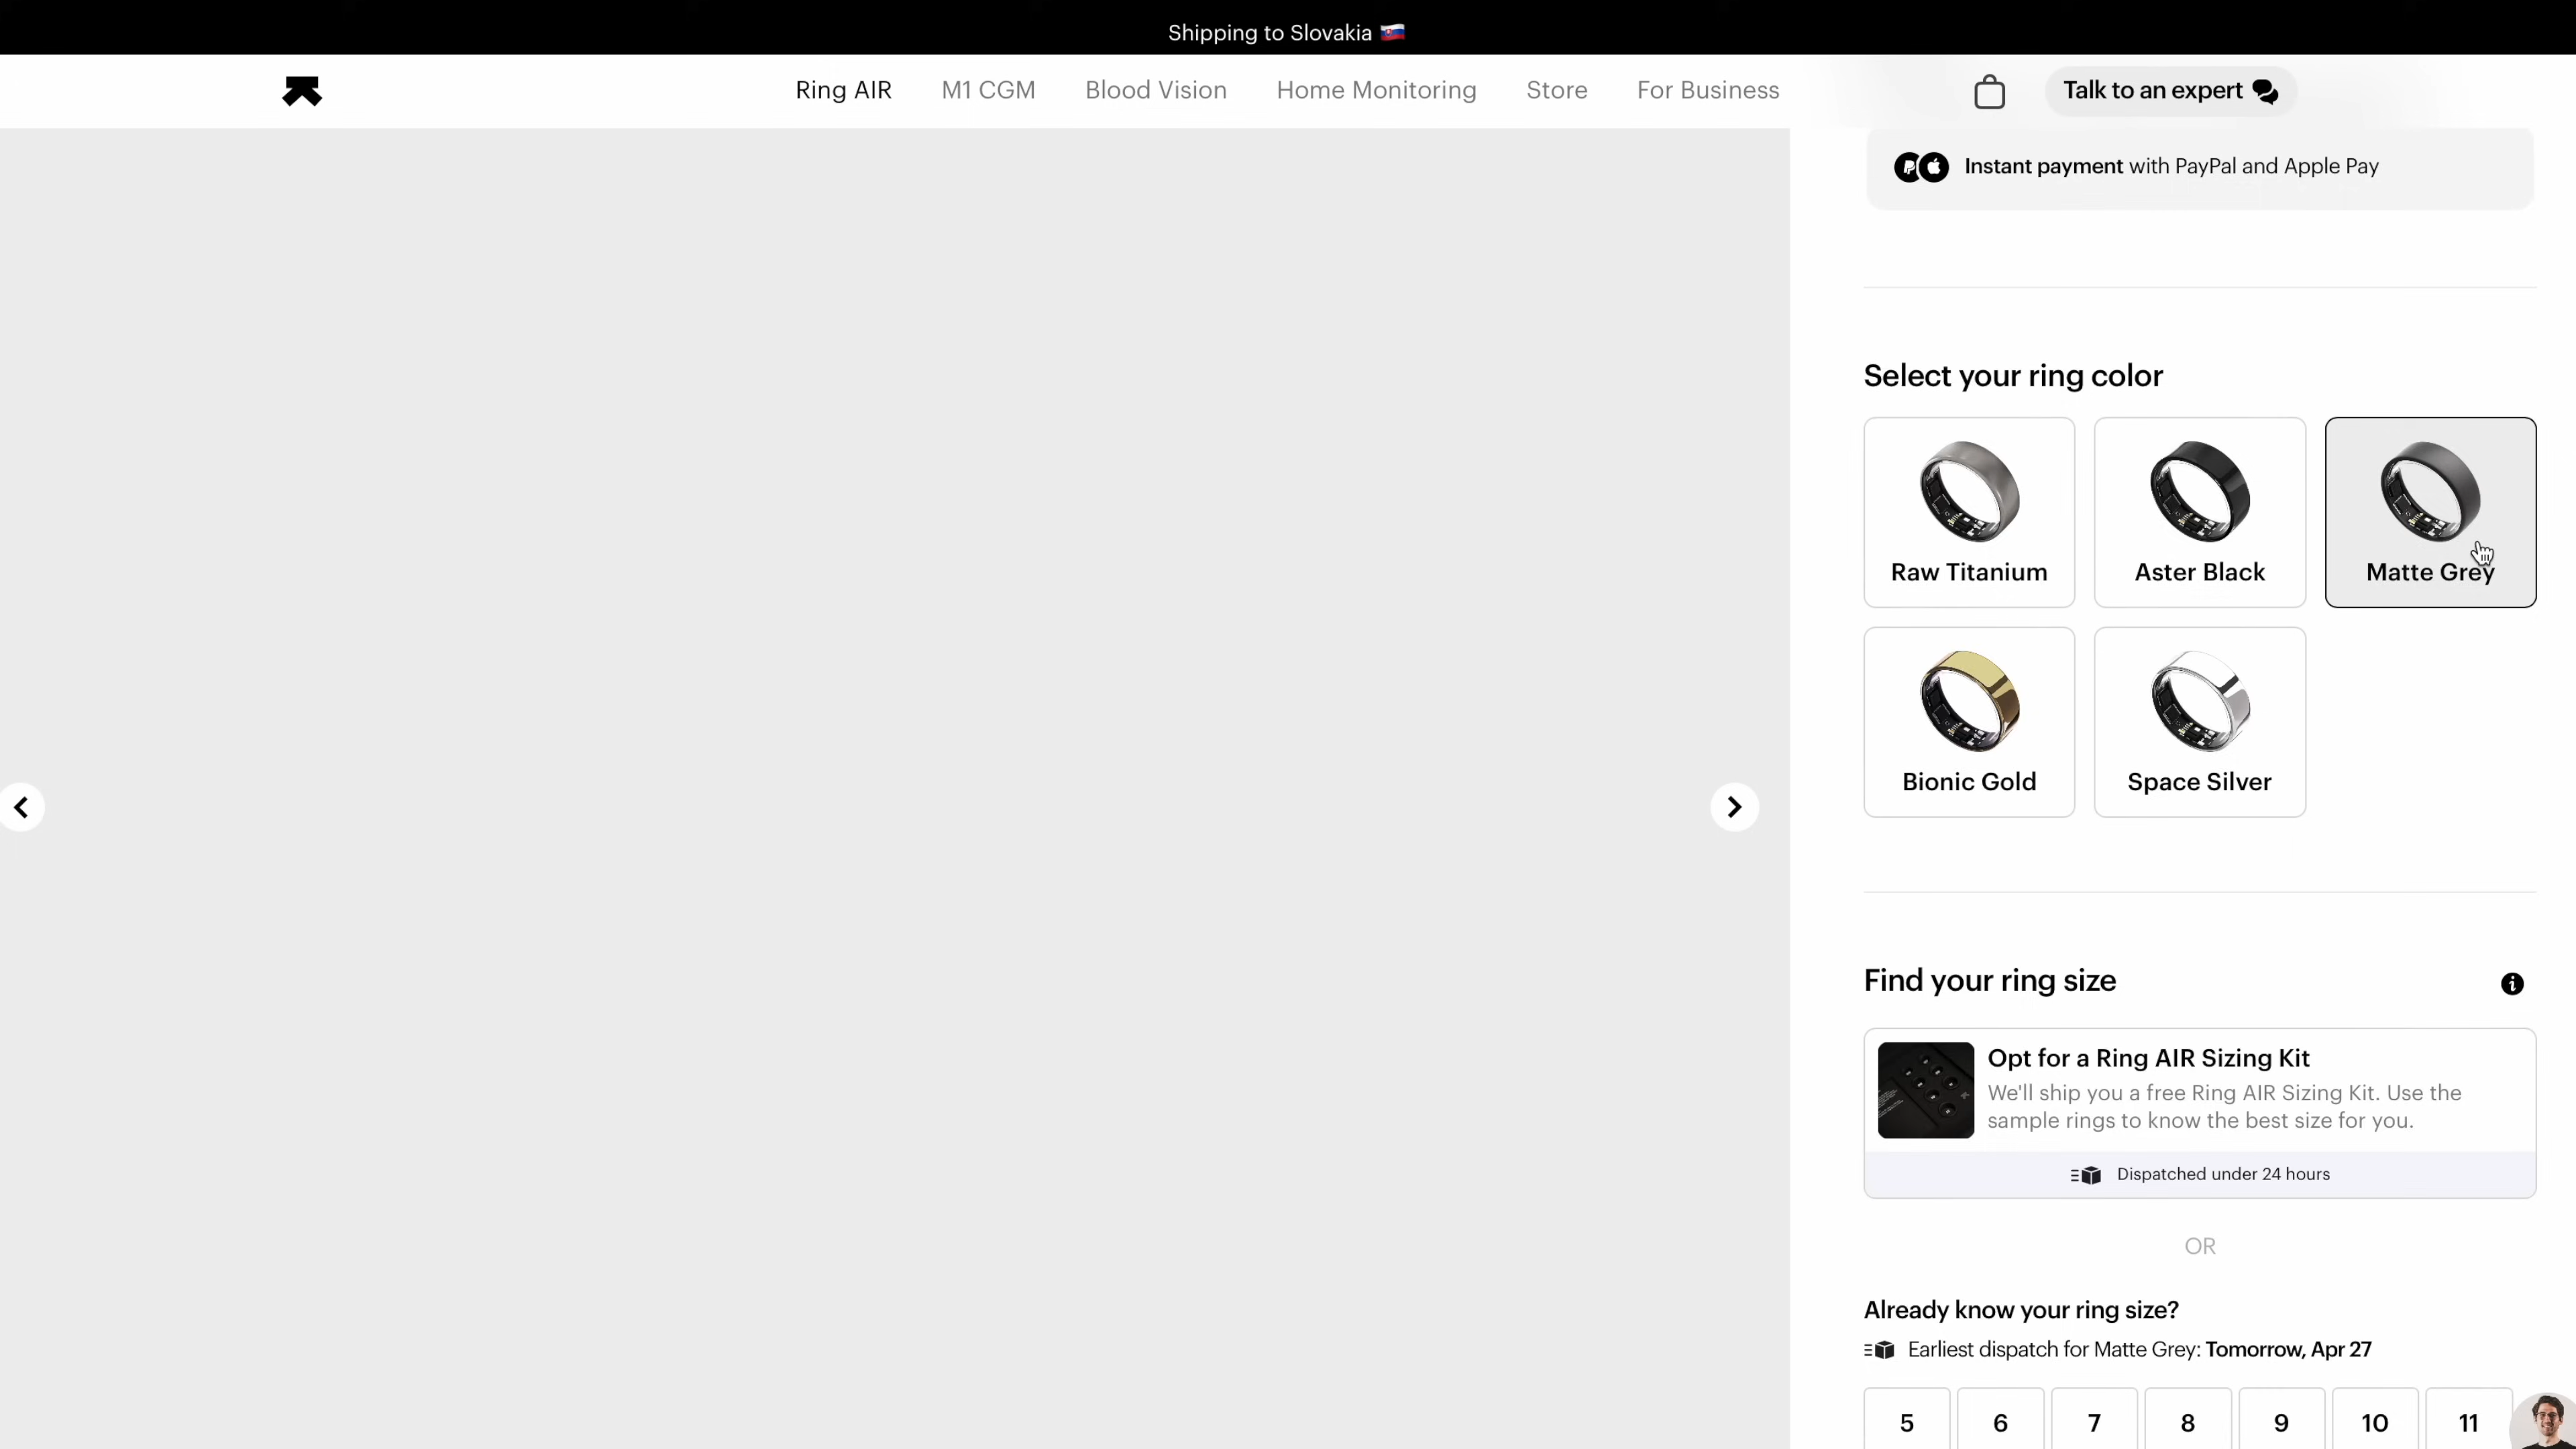 Shipping to Slovakia 🇸🇰
Ring AIR
M1 CGM
Blood Vision
Home Monitoring
Store
For Business
Talk to an expert
Instant payment with PayPal and Apple Pay
Select your ring color
Raw Titanium
Aster Black
Matte Grey
Bionic Gold
Space Silver
Find your ring size
Opt for a Ring AIR Sizing Kit
We'll ship you a free Ring AIR Sizing Kit. Use the
sample rings to know the best size for you.
Dispatched under 24 hours
OR
Already know your ring size?
Earliest dispatch for Matte Grey: Tomorrow, Apr 27
5
6
7
8
9
10
11